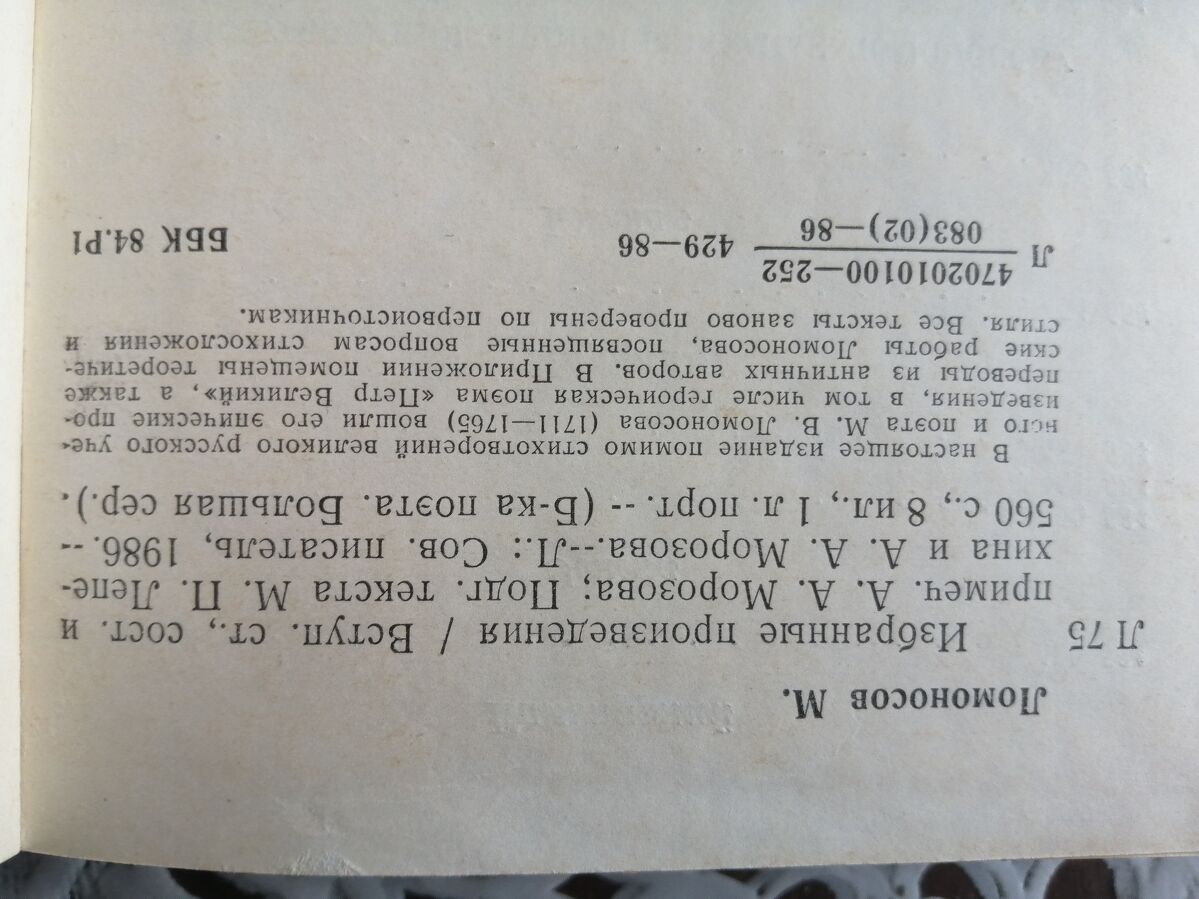 Ломоносов М.
Л 75 Избранные произведения / Вступ. ст., сост. и
примеч. А. А. Морозова; Подг. текста М. П. Лепе-
хина и А. А. Морозова.--Л.: Сов. писатель, 1986. --
560 с., 8 ил., 1 л. порт. -- (Б-ка поэта. Большая сер.).
В настоящее издание помимо стихотворений великого русского уче-
ного и поэта М. В. Ломоносова (1711—1765) вошли его эпические про-
изведения, в том числе героическая поэма «Петр Великий», а также
переводы из античных авторов. В Приложении помещены теоретиче-
ские работы Ломоносова, посвященные вопросам стихосложения и
стиля. Все тексты заново проверены по первоисточникам.
4702010100—252
Л 429—86 ББК 84.Р1
083(02)—86